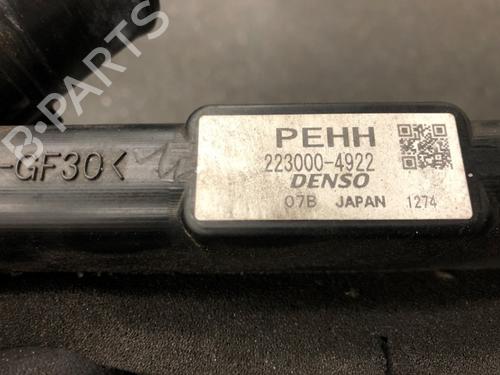 B-PARTS
-GF30<
PEHH
223000-4922
DENSO
07B JAPAN 1274